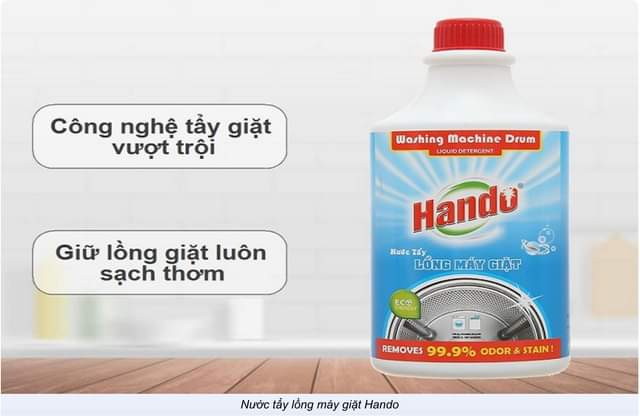 Công nghệ tẩy giặt
vượt trội
Giữ lồng giặt luôn
sạch thơm
Washing Machine Drum
LIQUID DETERGENT
Hando
Nước Tẩy
LỒNG MÁY GIẶT
ECO
REMOVES 99.9% ODOR & STAIN !
Nước tẩy lồng máy giặt Hando